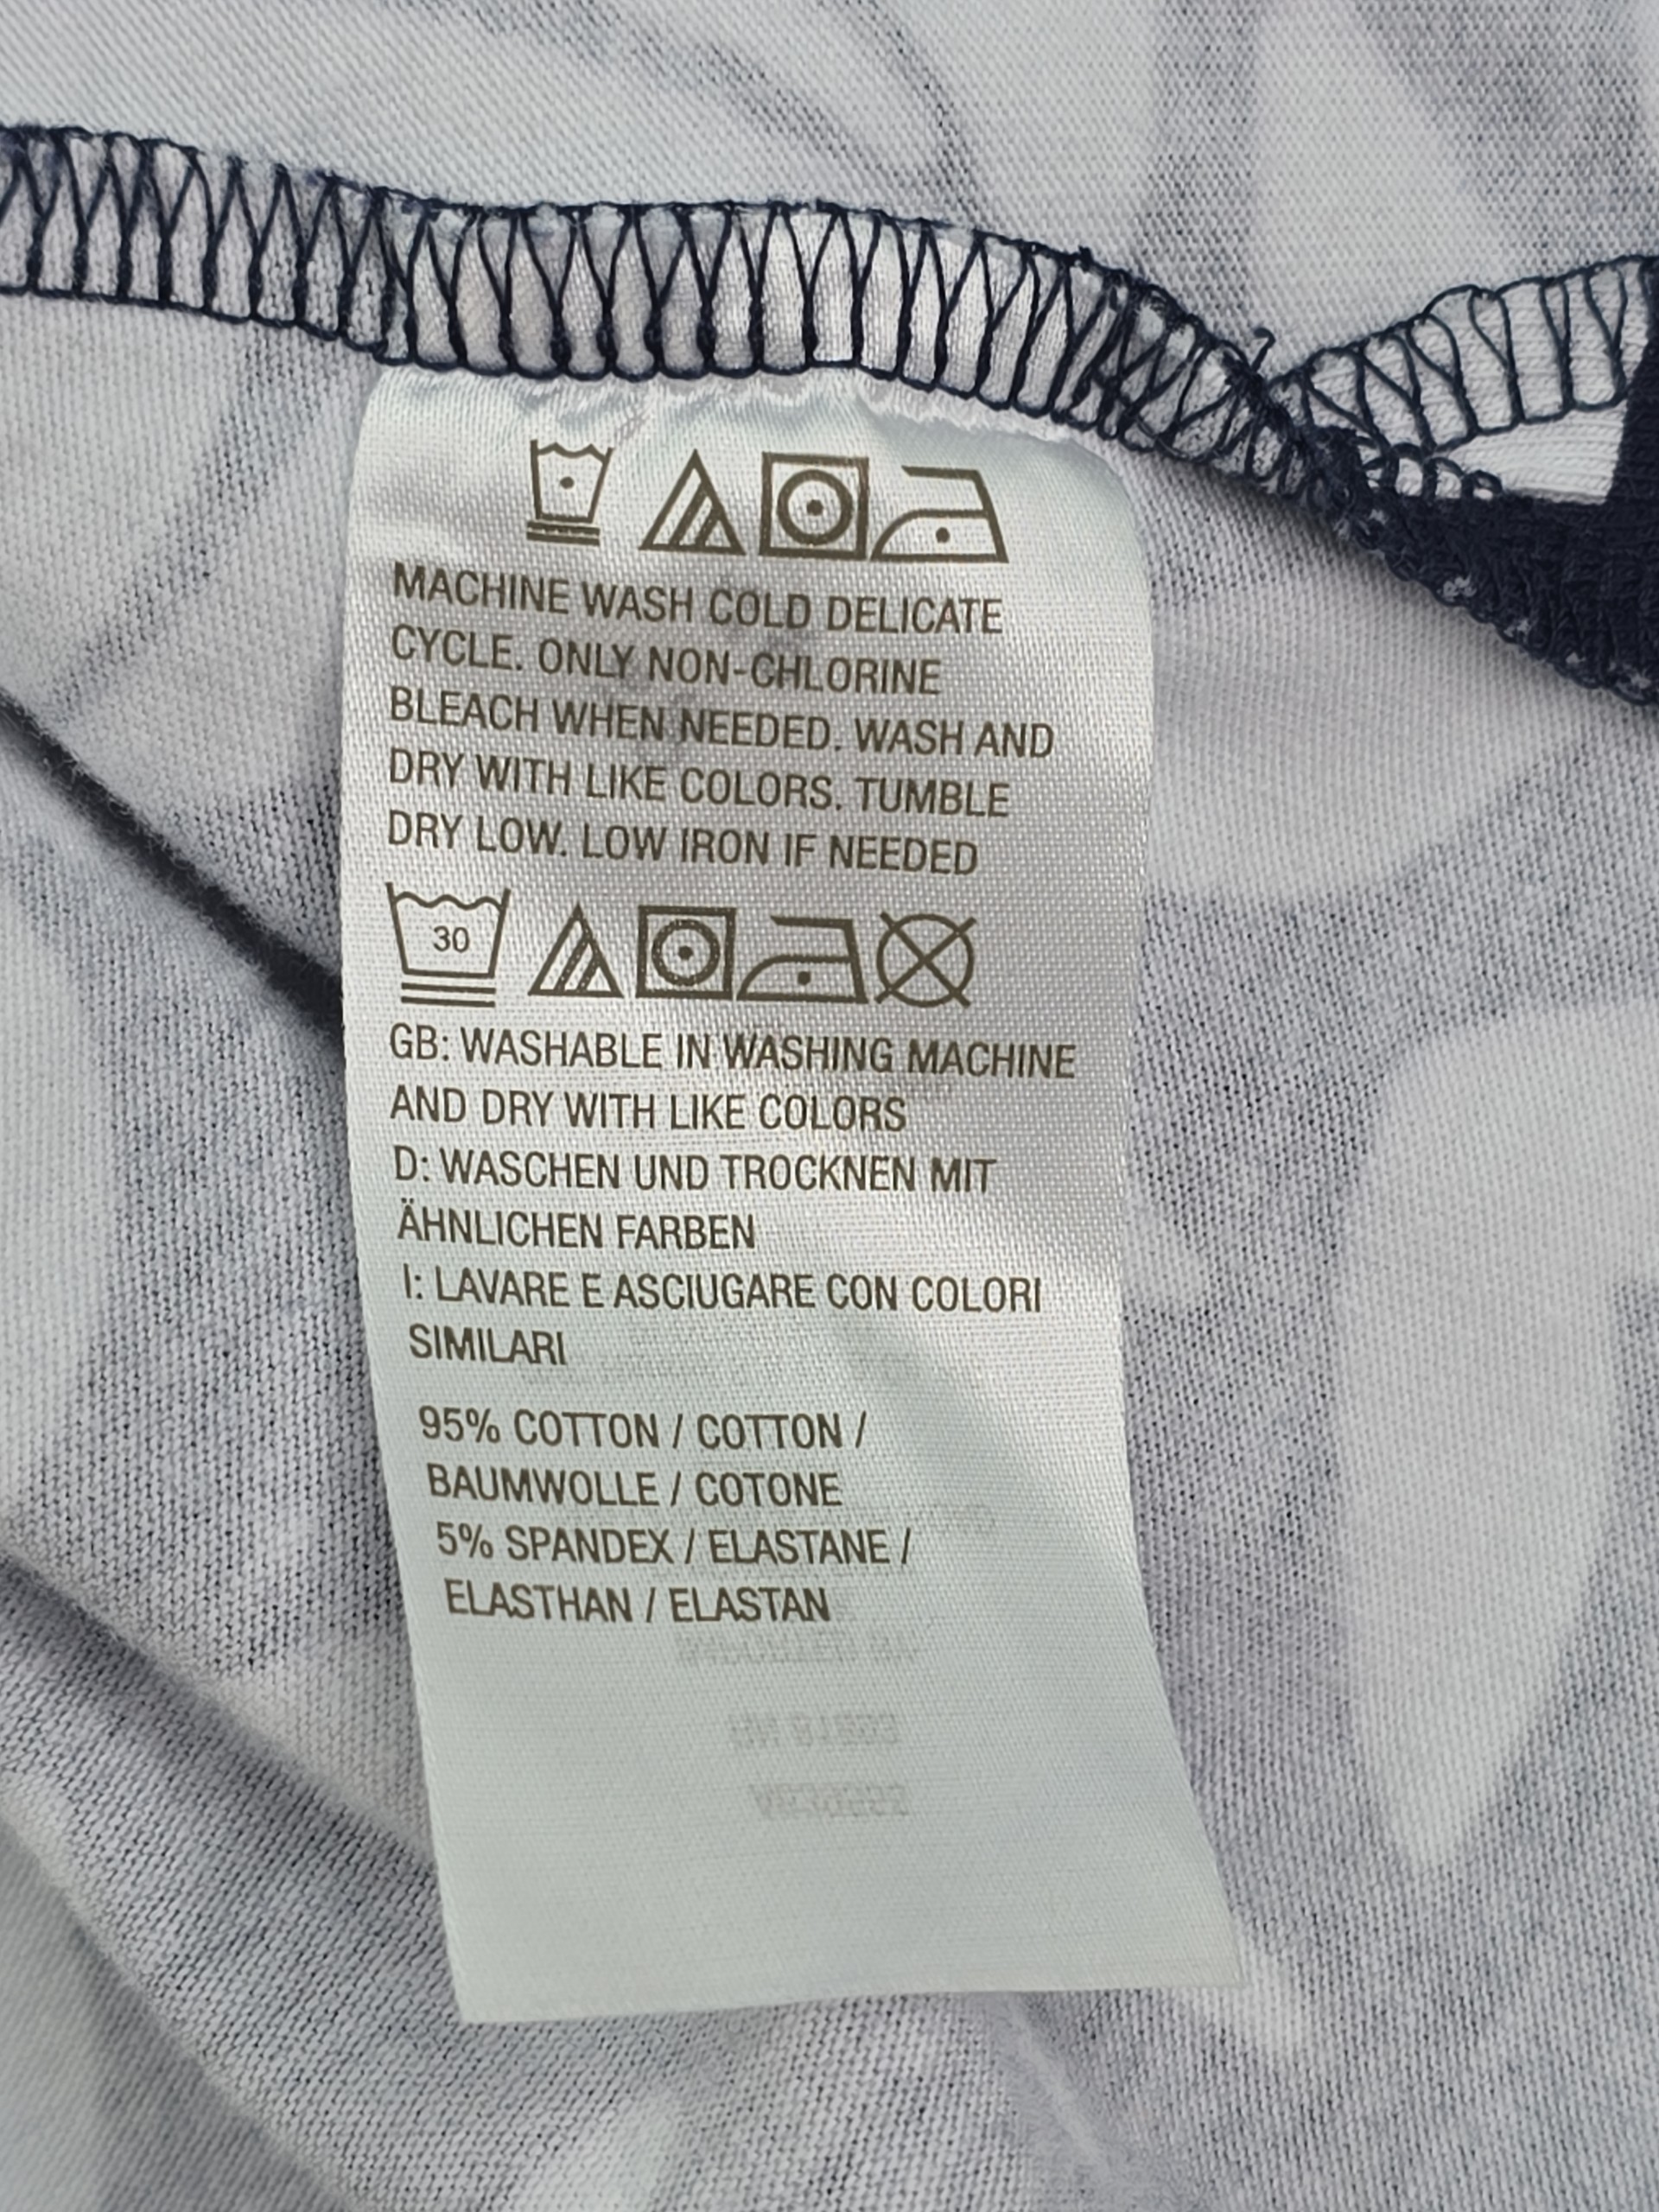 MACHINE WASH COLD DELICATE
CYCLE. ONLY NON-CHLORINE
BLEACH WHEN NEEDED. WASH AND
DRY WITH LIKE COLORS. TUMBLE
DRY LOW. LOW IRON IF NEEDED
30
GB: WASHABLE IN WASHING MACHINE
AND DRY WITH LIKE COLORS
D: WASCHEN UND TROCKNEN MIT
ÄHNLICHEN FARBEN
I: LAVARE E ASCIUGARE CON COLORI
SIMILARI
95% COTTON / COTTON /
BAUMWOLLE / COTONE
5% SPANDEX / ELASTANE /
ELASTHAN / ELASTAN